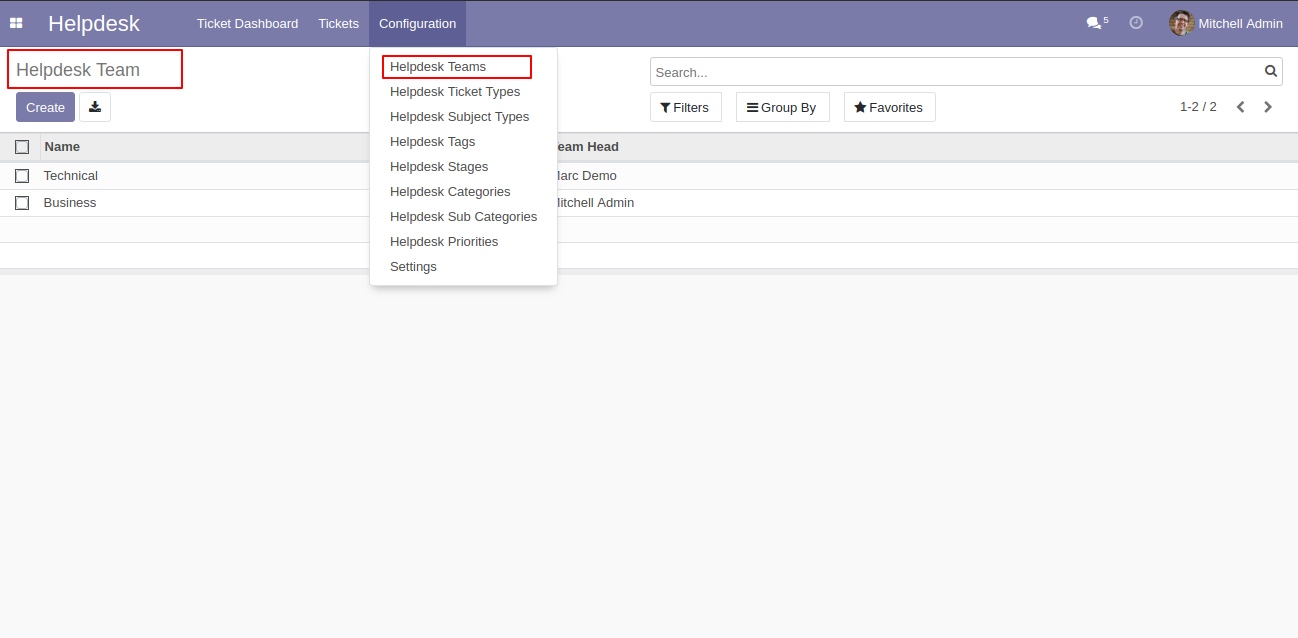 Helpdesk Ticket Dashboard Tickets Configuration 5 Mitchell Admin
Helpdesk Team
Search...
Create
Filters Group By Favorites 1-2 / 2
Helpdesk Teams
Helpdesk Ticket Types
Helpdesk Subject Types
Helpdesk Tags
Helpdesk Stages
Helpdesk Categories
Helpdesk Sub Categories
Helpdesk Priorities
Settings
Name eam Head
Technical arc Demo
Business itchell Admin